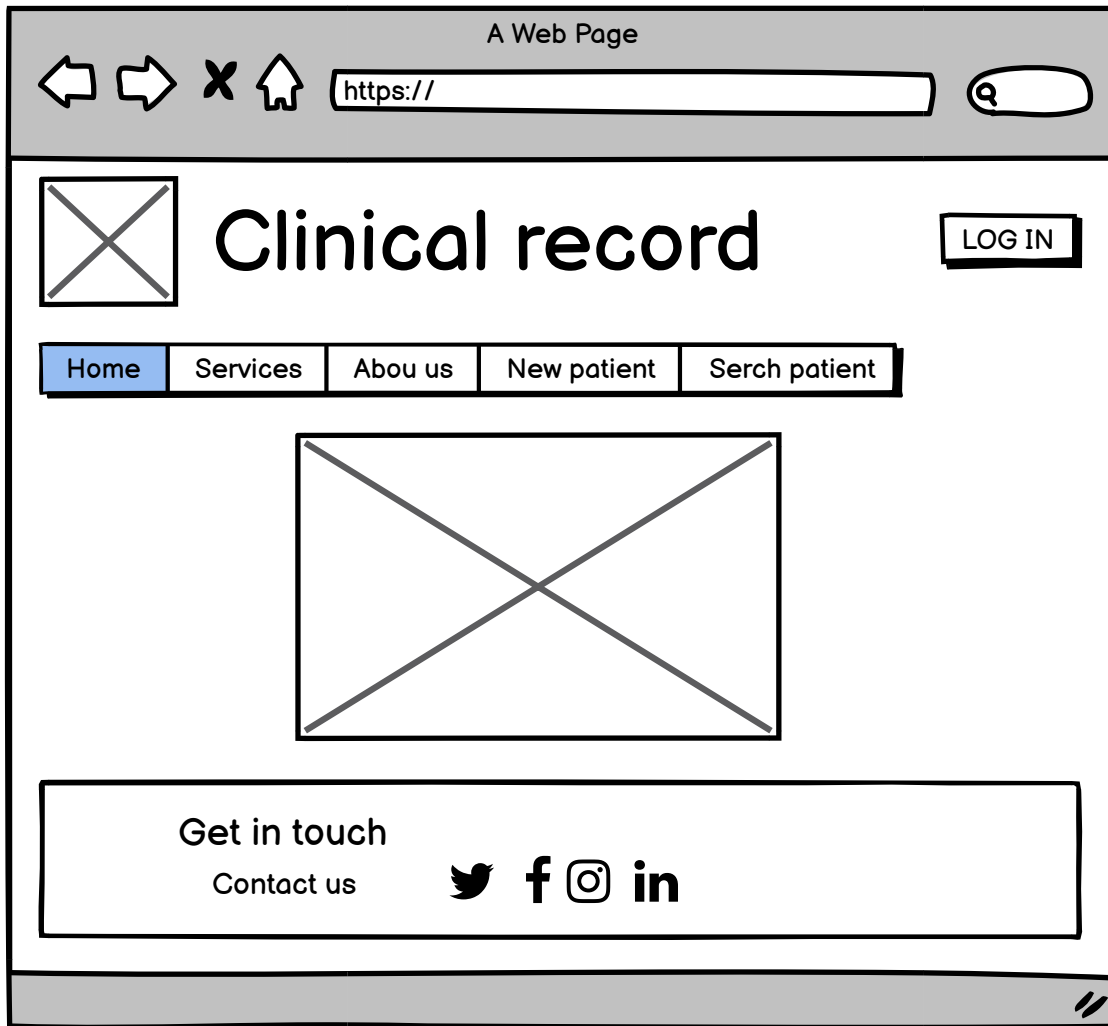 A Web Page
https://
Clinical record
LOG IN
Home Services Abou us New patient Serch patient
Get in touch
Contact us